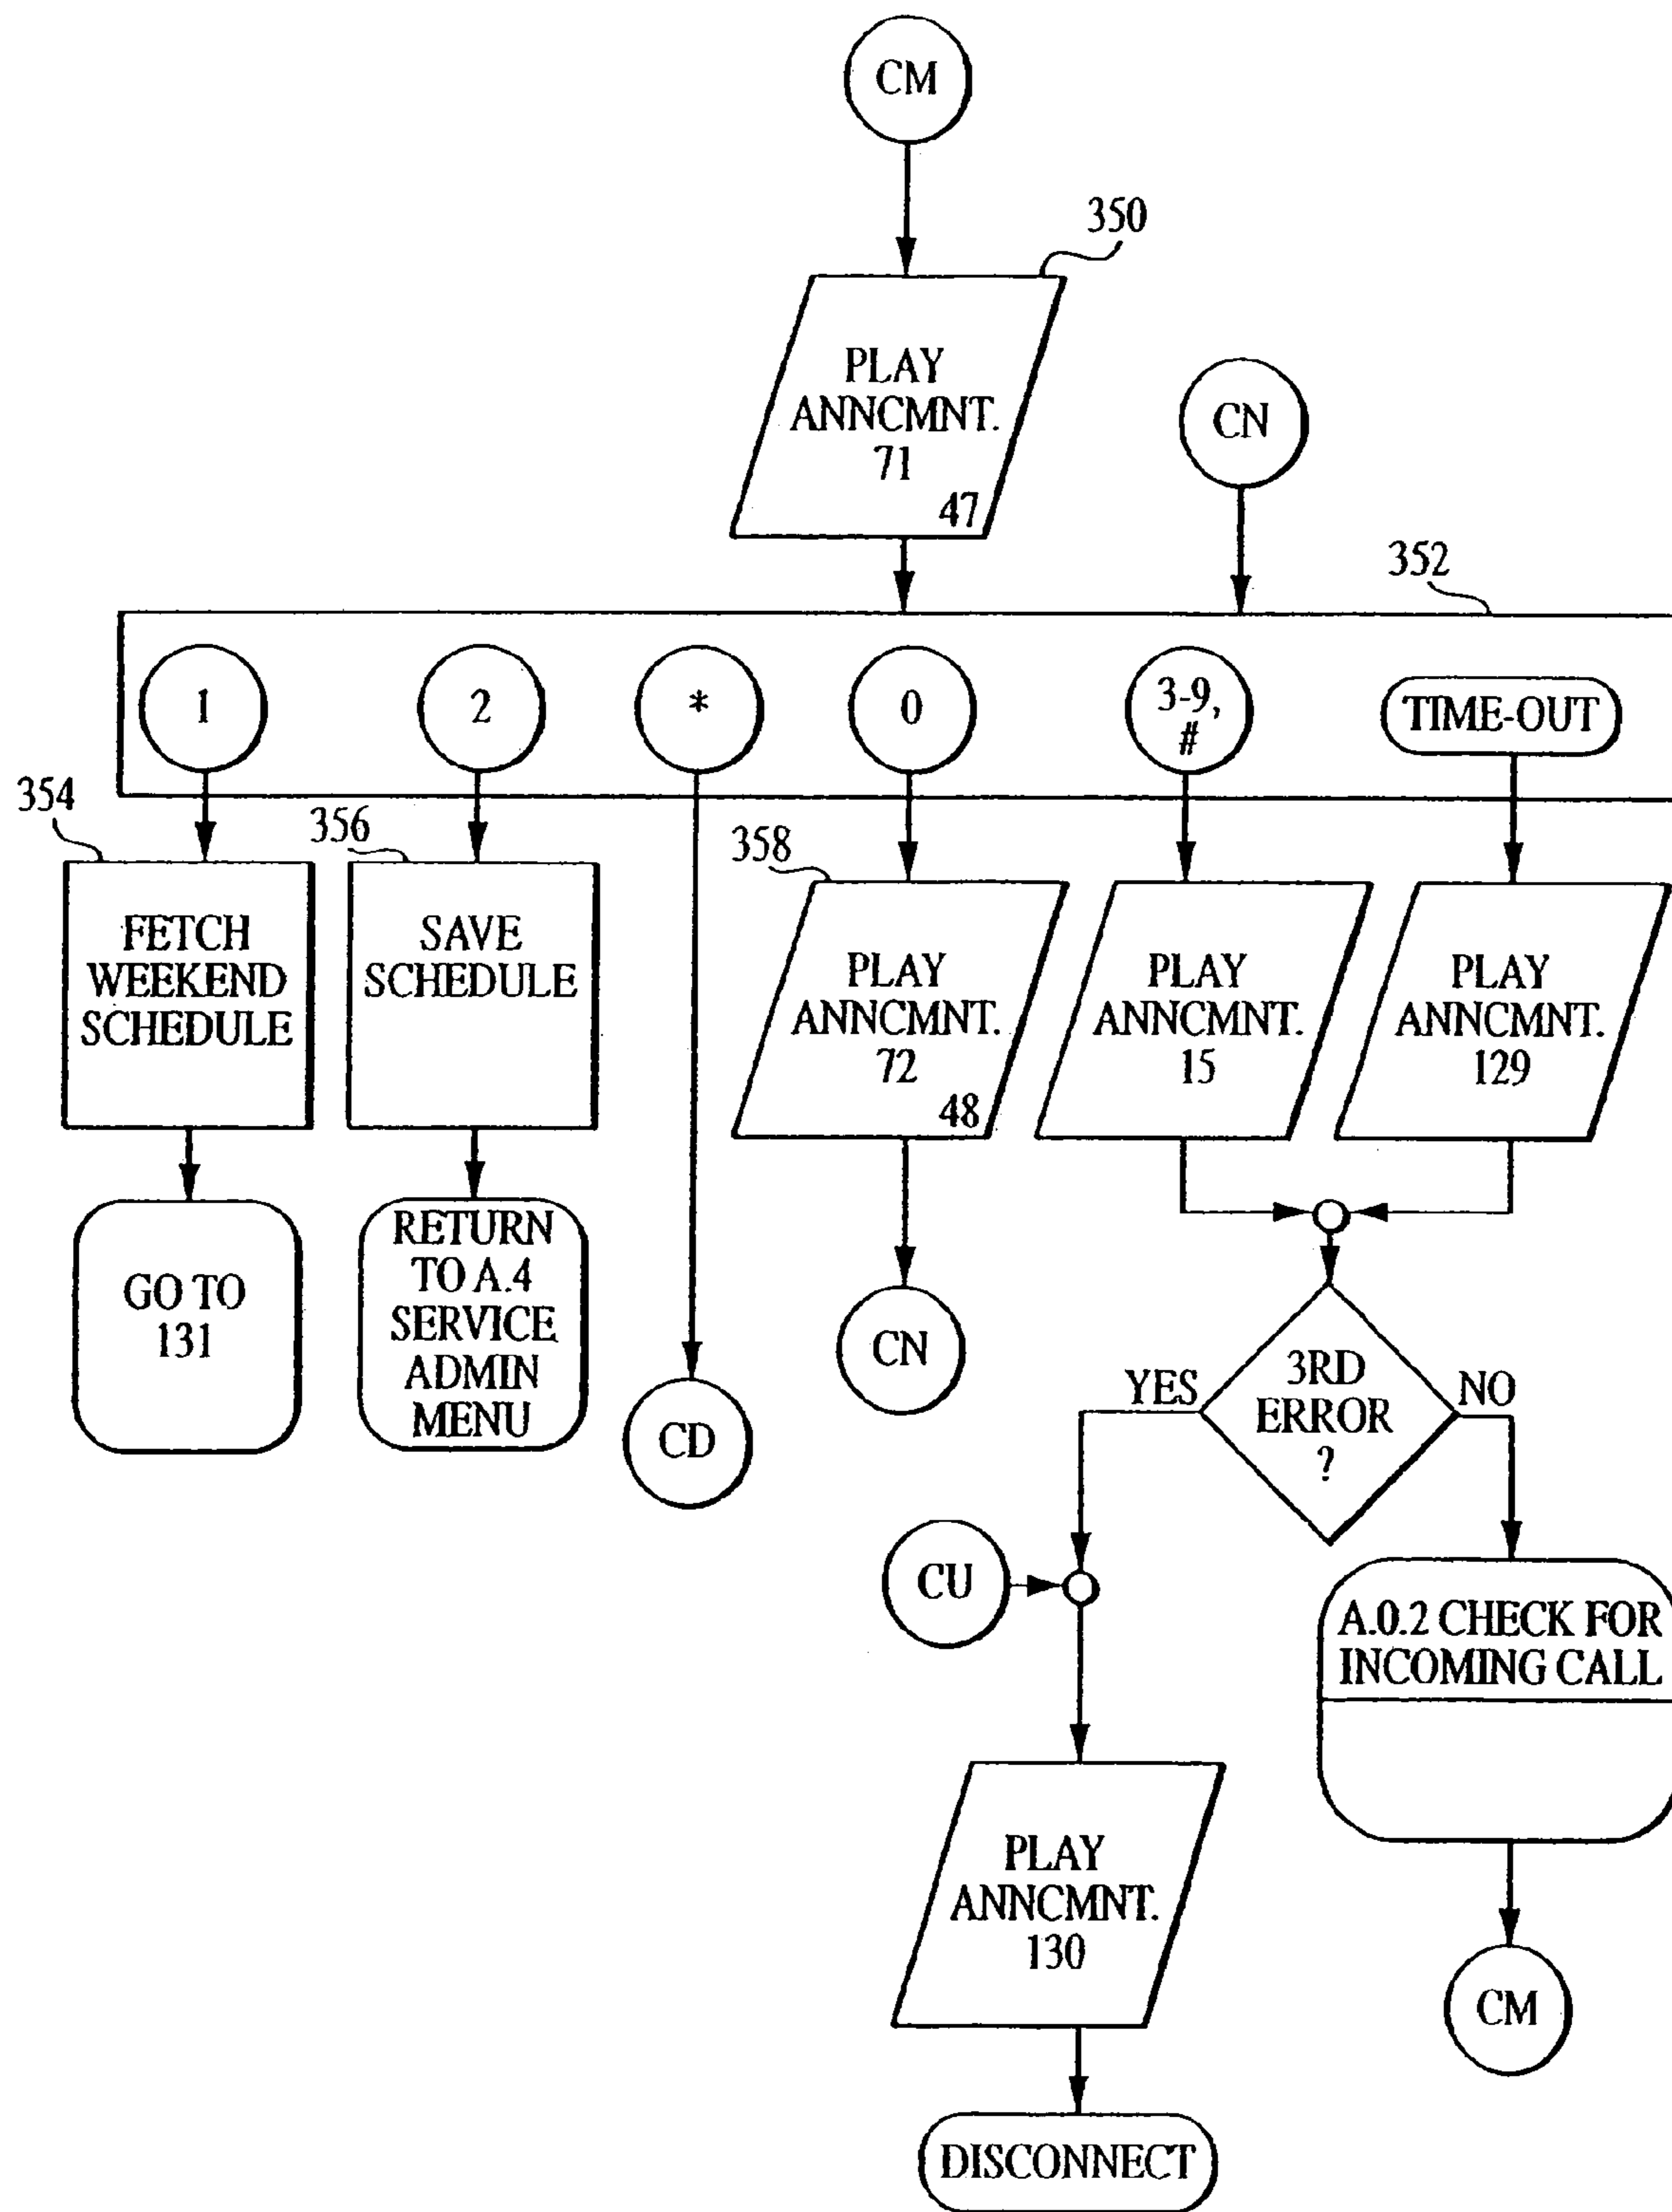 CM
350
PLAY
ANNCMNT.
71
47
CN
352
1
2
*
0
3-9,
#
TIME-OUT
354
356
358
FETCH
WEEKEND
SCHEDULE
SAVE
SCHEDULE
PLAY
ANNCMNT.
72
48
PLAY
ANNCMNT.
15
PLAY
ANNCMNT.
129
GO TO
131
RETURN
TO A.4
SERVICE
ADMIN
MENU
CD
CN
3RD
ERROR
?
YES
NO
CU
A.0.2 CHECK FOR
INCOMING CALL
PLAY
ANNCMNT.
130
CM
DISCONNECT